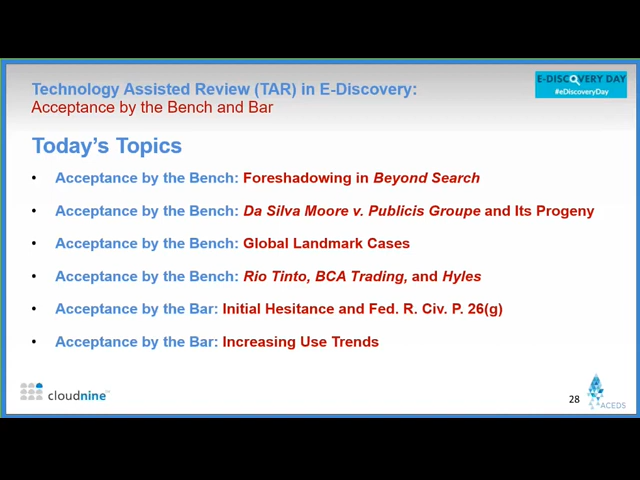 Technology Assisted Review (TAR) in E-Discovery:
Acceptance by the Bench and Bar
E-DISCOVERY DAY
#eDiscoveryDay
Today's Topics
• Acceptance by the Bench: Foreshadowing in Beyond Search
• Acceptance by the Bench: Da Silva Moore v. Publicis Groupe and Its Progeny
• Acceptance by the Bench: Global Landmark Cases
• Acceptance by the Bench: Rio Tinto, BCA Trading, and Hyles
• Acceptance by the Bar: Initial Hesitance and Fed. R. Civ. P. 26(g)
• Acceptance by the Bar: Increasing Use Trends
cloudnine
28
ACEDS